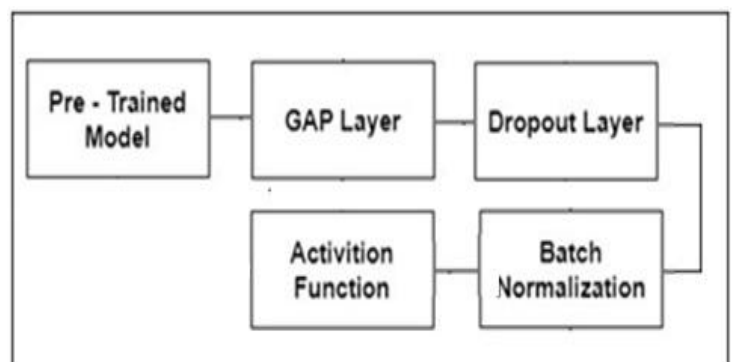 Pre - Trained
Model
GAP Layer
Dropout Layer
Activition
Function
Batch
Normalization